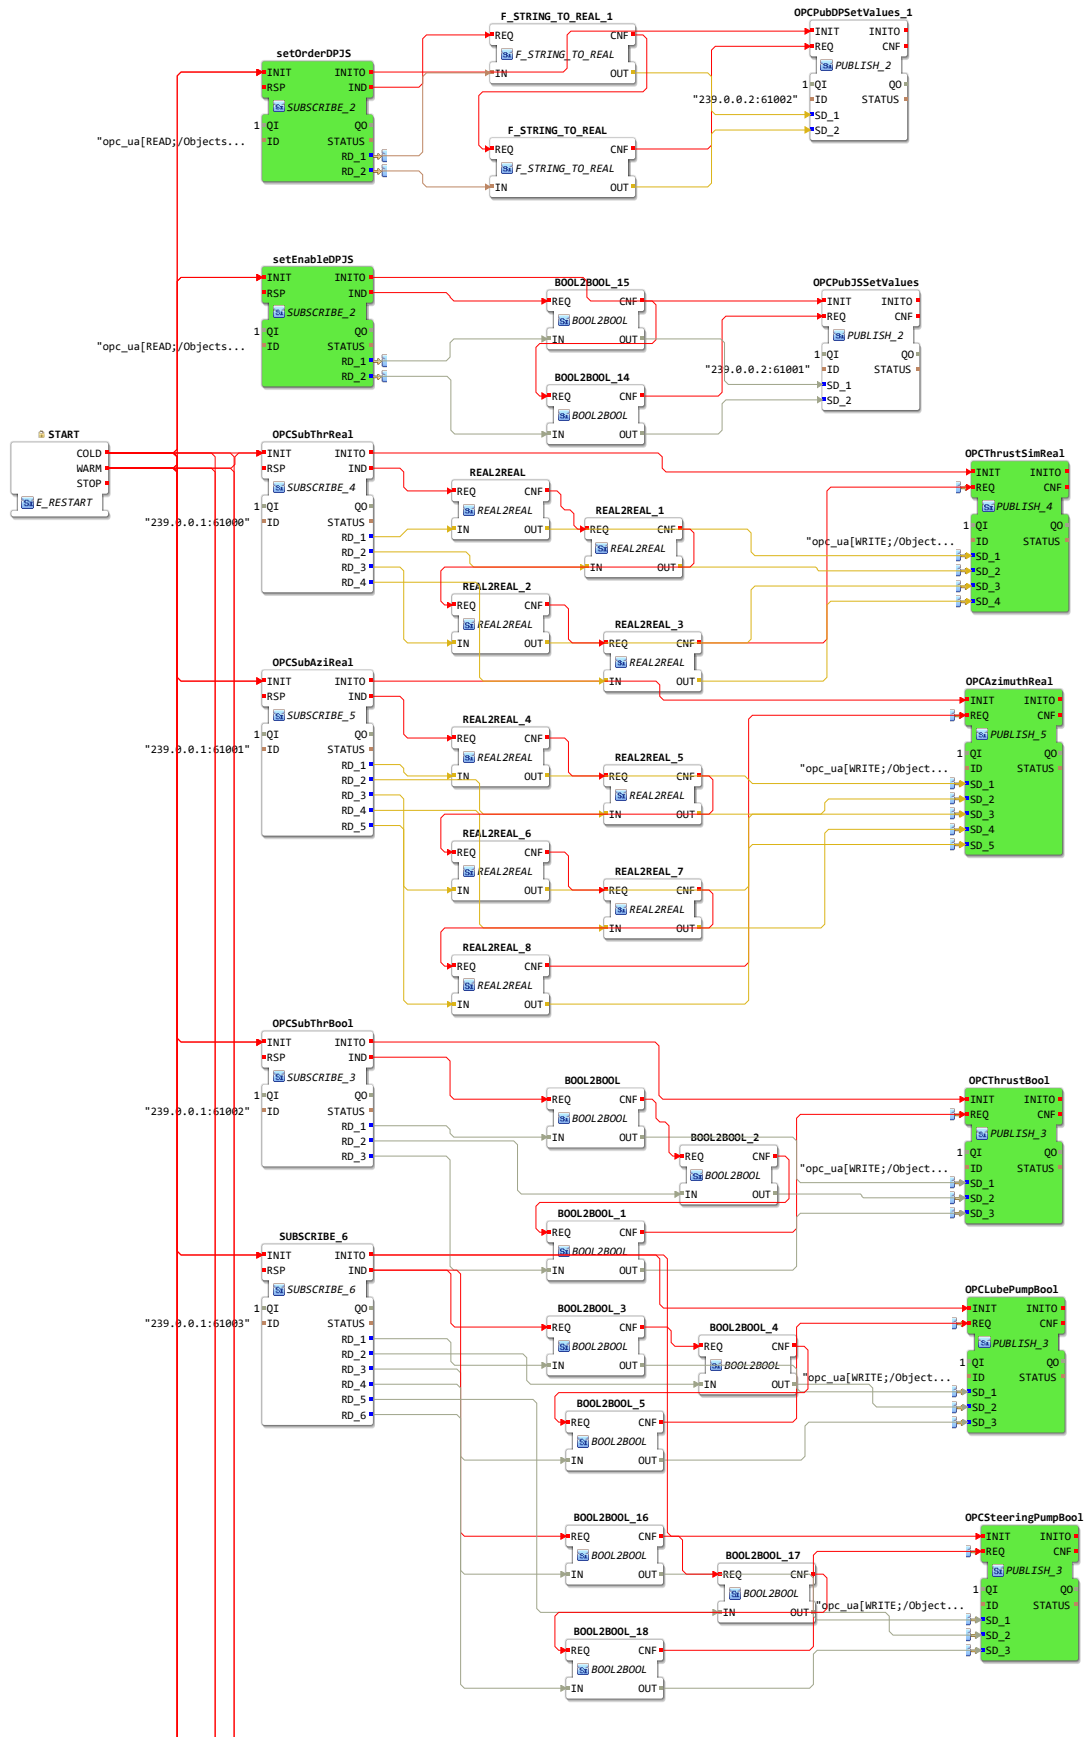 F_STRING_TO_REAL_1
REQ CNF
F_STRING_TO_REAL
IN OUT
OPCPubDPSetValues_1
INIT INITO
REQ CNF
PUBLISH_2
1 QI QO
"239.0.0.2:61002" ID STATUS
SD_1
SD_2
setOrderDPJS
INIT INITO
RSP IND
SUBSCRIBE_2
1 QI QO
"opc_ua[READ;/Objects... ID STATUS
RD_1
RD_2
F_STRING_TO_REAL
REQ CNF
F_STRING_TO_REAL
IN OUT
setEnableDPJS
INIT INITO
RSP IND
SUBSCRIBE_2
1 QI QO
"opc_ua[READ;/Objects... ID STATUS
RD_1
RD_2
BOOL2BOOL_15
REQ CNF
BOOL2BOOL
IN OUT
OPCPubJSSetValues
INIT INITO
REQ CNF
PUBLISH_2
1 QI QO
"239.0.0.2:61001" ID STATUS
SD_1
SD_2
BOOL2BOOL_14
REQ CNF
BOOL2BOOL
IN OUT
START
COLD
WARM
STOP
E_RESTART
OPCSubThrReal
INIT INITO
RSP IND
SUBSCRIBE_4
1 QI QO
"239.0.0.1:61000" ID STATUS
RD_1
RD_2
RD_3
RD_4
REAL2REAL
REQ CNF
REAL2REAL
IN OUT
REAL2REAL_1
REQ CNF
REAL2REAL
IN OUT
REAL2REAL_2
REQ CNF
REAL2REAL
IN OUT
REAL2REAL_3
REQ CNF
REAL2REAL
IN OUT
OPCThrustSimReal
INIT INITO
REQ CNF
PUBLISH_4
1 QI QO
"opc_ua[WRITE;/Object... ID STATUS
SD_1
SD_2
SD_3
SD_4
OPCSubAziReal
INIT INITO
RSP IND
SUBSCRIBE_5
1 QI QO
"239.0.0.1:61001" ID STATUS
RD_1
RD_2
RD_3
RD_4
RD_5
REAL2REAL_4
REQ CNF
REAL2REAL
IN OUT
REAL2REAL_5
REQ CNF
REAL2REAL
IN OUT
REAL2REAL_6
REQ CNF
REAL2REAL
IN OUT
REAL2REAL_7
REQ CNF
REAL2REAL
IN OUT
REAL2REAL_8
REQ CNF
REAL2REAL
IN OUT
OPCAzimuthReal
INIT INITO
REQ CNF
PUBLISH_5
1 QI QO
"opc_ua[WRITE;/Object... ID STATUS
SD_1
SD_2
SD_3
SD_4
SD_5
OPCSubThrBool
INIT INITO
RSP IND
SUBSCRIBE_3
1 QI QO
"239.0.0.1:61002" ID STATUS
RD_1
RD_2
RD_3
BOOL2BOOL
REQ CNF
BOOL2BOOL
IN OUT
BOOL2BOOL_2
REQ CNF
BOOL2BOOL
IN OUT
BOOL2BOOL_1
REQ CNF
BOOL2BOOL
IN OUT
OPCThrustBool
INIT INITO
REQ CNF
PUBLISH_3
1 QI QO
"opc_ua[WRITE;/Object... ID STATUS
SD_1
SD_2
SD_3
SUBSCRIBE_6
INIT INITO
RSP IND
SUBSCRIBE_6
1 QI QO
"239.0.0.1:61003" ID STATUS
RD_1
RD_2
RD_3
RD_4
RD_5
RD_6
BOOL2BOOL_3
REQ CNF
BOOL2BOOL
IN OUT
BOOL2BOOL_4
REQ CNF
BOOL2BOOL
IN OUT
BOOL2BOOL_5
REQ CNF
BOOL2BOOL
IN OUT
OPCLubePumpBool
INIT INITO
REQ CNF
PUBLISH_3
1 QI QO
"opc_ua[WRITE;/Object... ID STATUS
SD_1
SD_2
SD_3
BOOL2BOOL_16
REQ CNF
BOOL2BOOL
IN OUT
BOOL2BOOL_17
REQ CNF
BOOL2BOOL
IN OUT
BOOL2BOOL_18
REQ CNF
BOOL2BOOL
IN OUT
OPCSteeringPumpBool
INIT INITO
REQ CNF
PUBLISH_3
1 QI QO
"opc_ua[WRITE;/Object... ID STATUS
SD_1
SD_2
SD_3